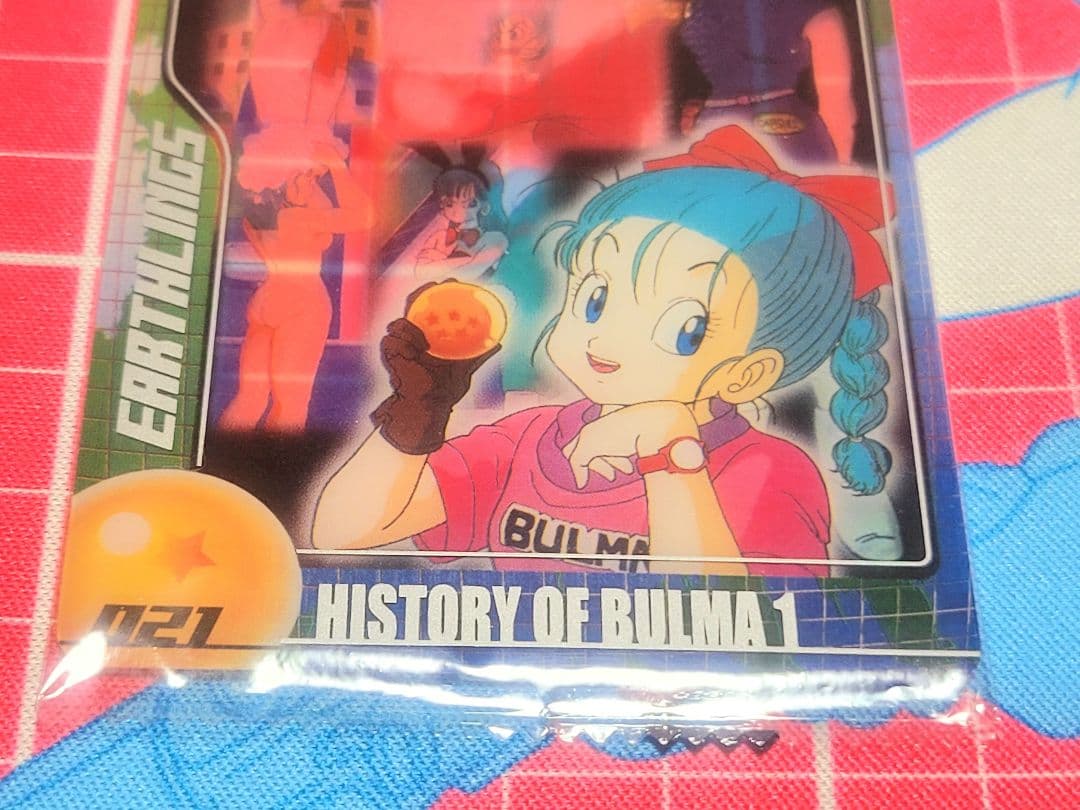 EARTHLINGS
BULMA
021
HISTORY OF BULMA 1